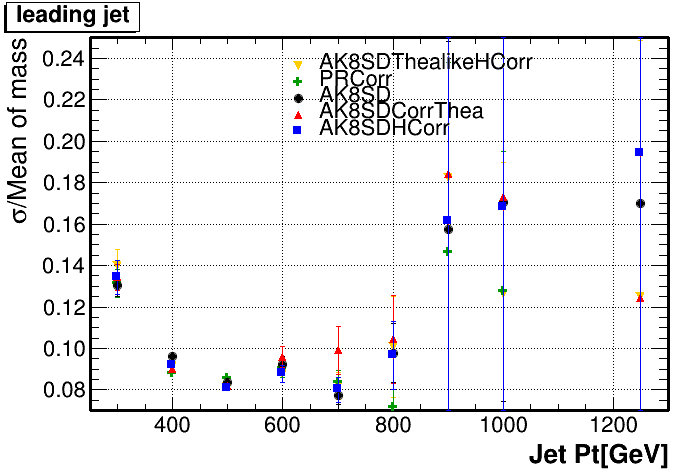 leading jet
σ/Mean of mass
0.24
0.22
0.20
0.18
0.16
0.14
0.12
0.10
0.08
AK8SDThealikeHCorr
PRCorr
AK8SD
AK8SDCorrThea
AK8SDHCorr
400 600 800 1000 1200
Jet Pt[GeV]